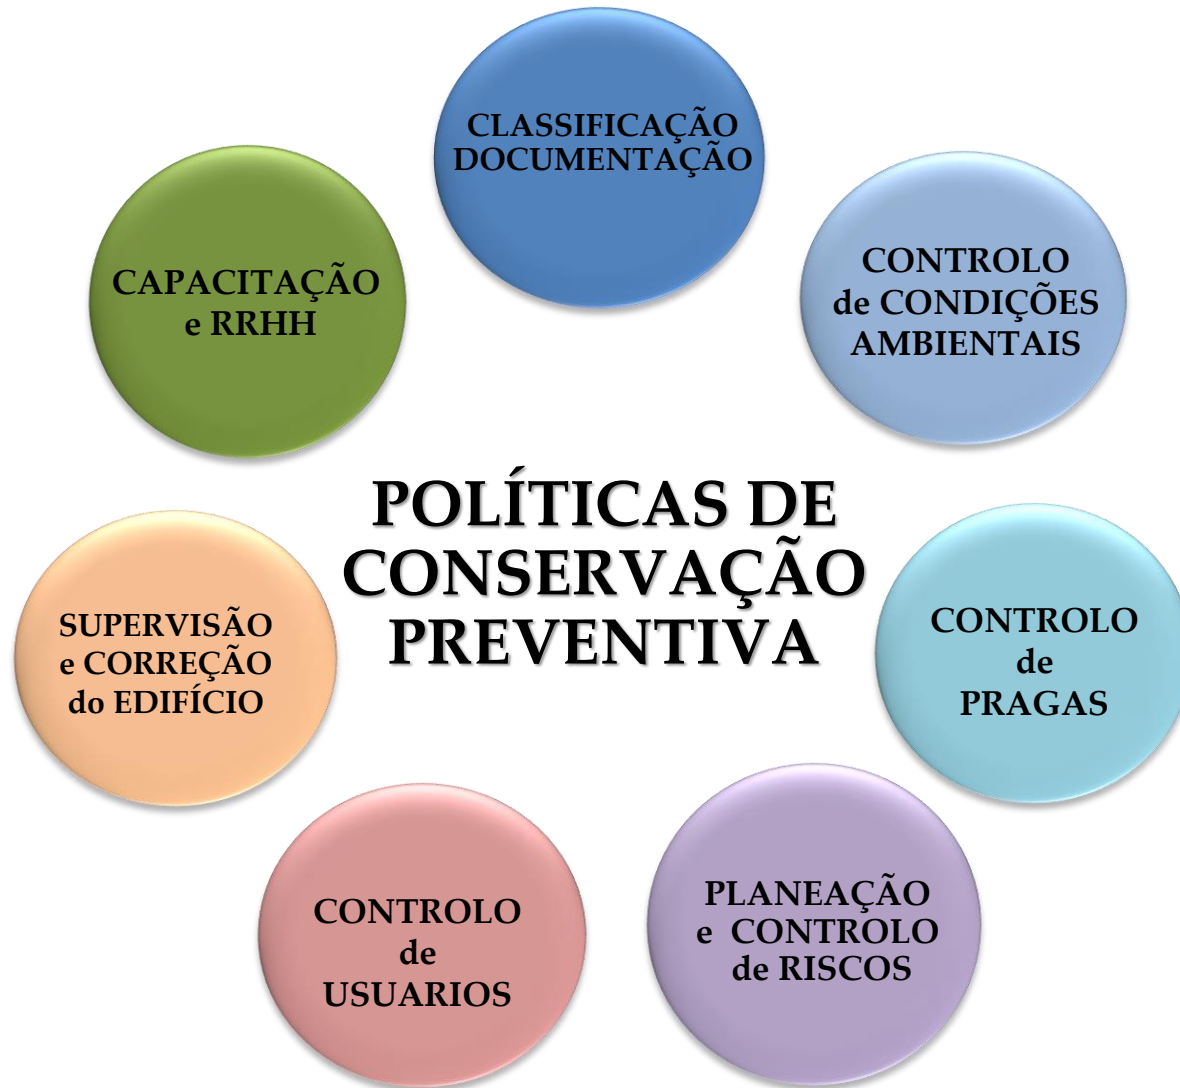 CLASSIFICAÇÃO
DOCUMENTAÇÃO
CONTROLO
de CONDIÇÕES
AMBIENTAIS
CAPACITAÇÃO
e RRHH
POLÍTICAS DE
CONSERVAÇÃO
PREVENTIVA
CONTROLO
de
PRAGAS
SUPERVISÃO
e CORREÇÃO
do EDIFÍCIO
PLANEAÇÃO
e CONTROLO
de RISCOS
CONTROLO
de
USUARIOS